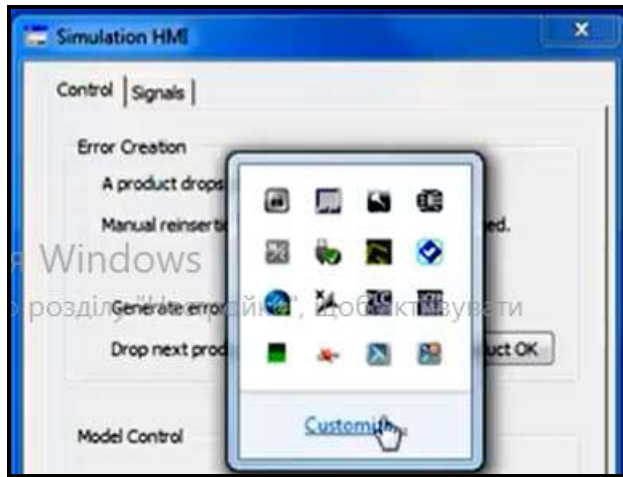 Simulation HMI
Control
Signals
Error Creation
A product drops
Manual reinserti
ed.
я Windows
розділу "Настройки", щоб активувати
Generate error
Drop next prod
uct OK
Customize...
Model Control